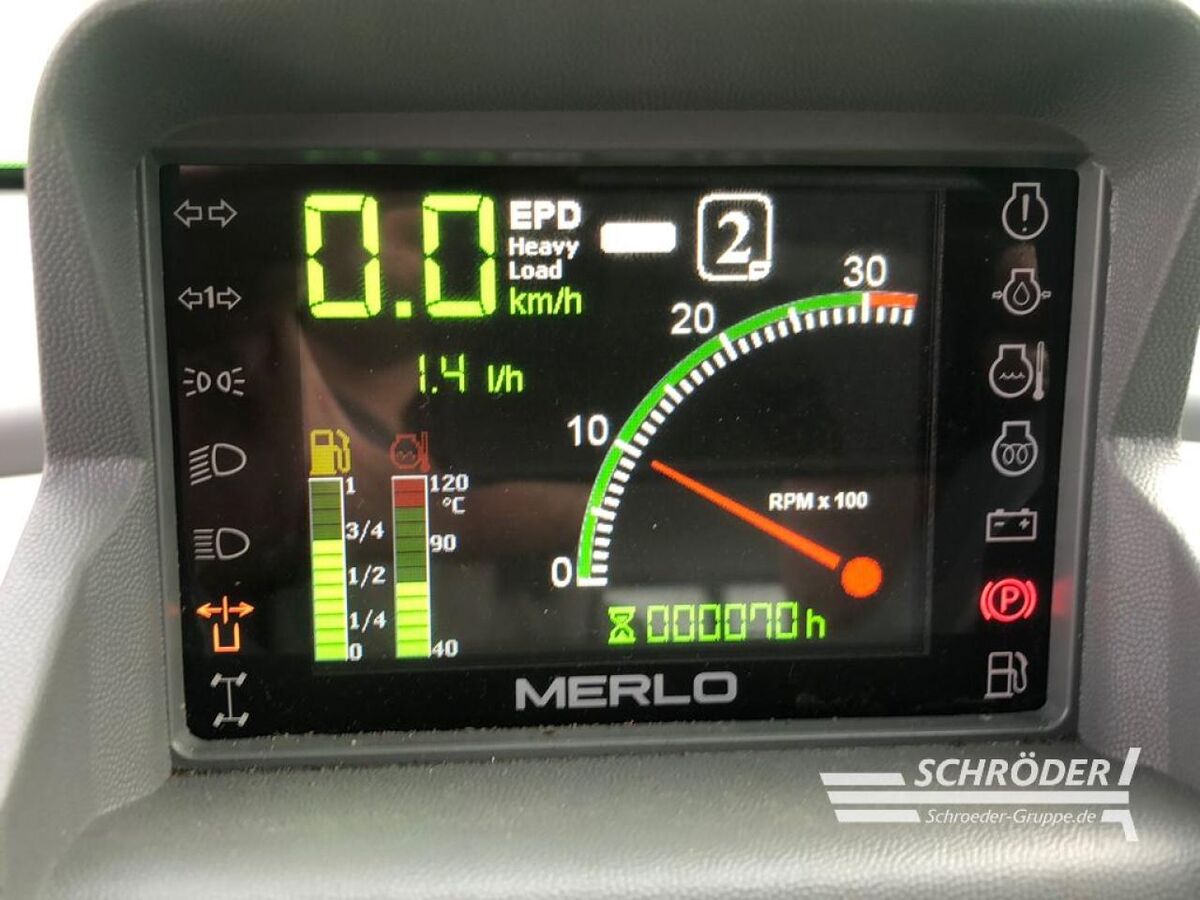 0.0 EPD
Heavy
Load
km/h
2
1
1.4 l/h
30
20
10
0
RPM x 100
1
3/4
1/2
1/4
0
120
°C
90
40
000070 h
P
MERLO
SCHRÖDER
Schroeder-Gruppe.de